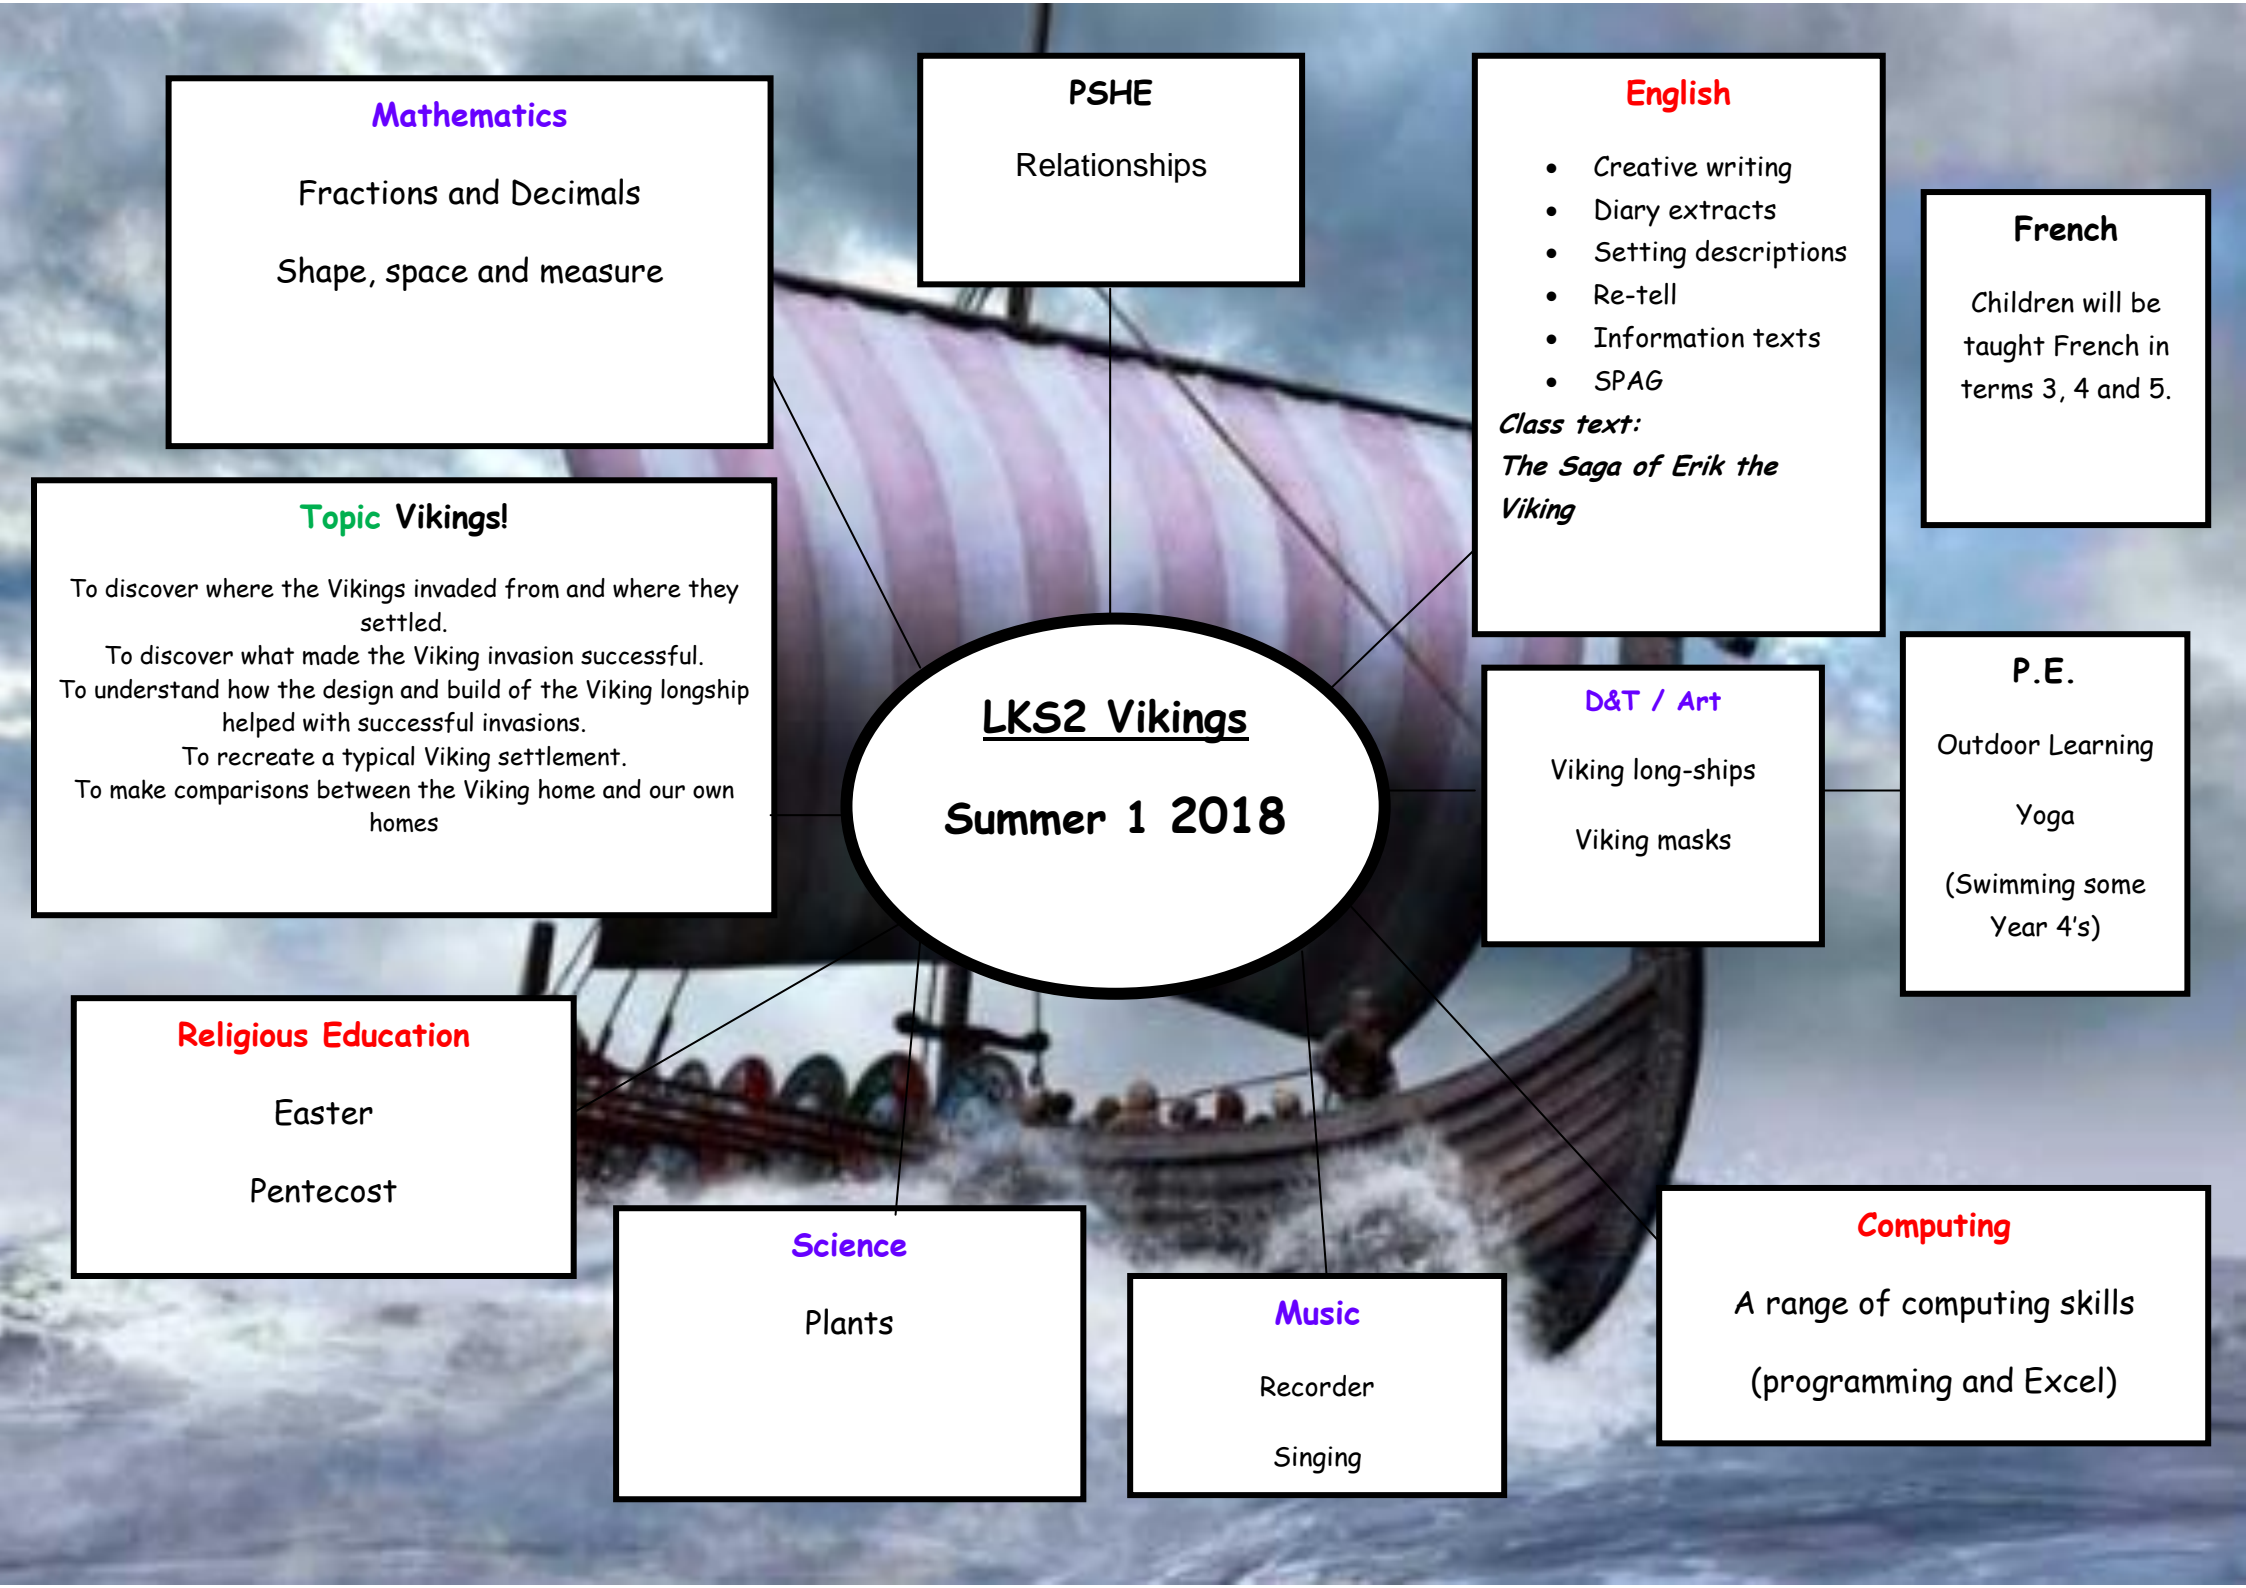 Mathematics
Fractions and Decimals
Shape, space and measure
PSHE
Relationships
English
• Creative writing
• Diary extracts
• Setting descriptions
• Re-tell
• Information texts
• SPAG
Class text:
The Saga of Erik the
Viking
French
Children will be
taught French in
terms 3, 4 and 5.
Topic Vikings!
To discover where the Vikings invaded from and where they
settled.
To discover what made the Viking invasion successful.
To understand how the design and build of the Viking longship
helped with successful invasions.
To recreate a typical Viking settlement.
To make comparisons between the Viking home and our own
homes
LKS2 Vikings
Summer 1 2018
D&T / Art
Viking long-ships
Viking masks
P.E.
Outdoor Learning
Yoga
(Swimming some
Year 4's)
Religious Education
Easter
Pentecost
Science
Plants
Music
Recorder
Singing
Computing
A range of computing skills
(programming and Excel)